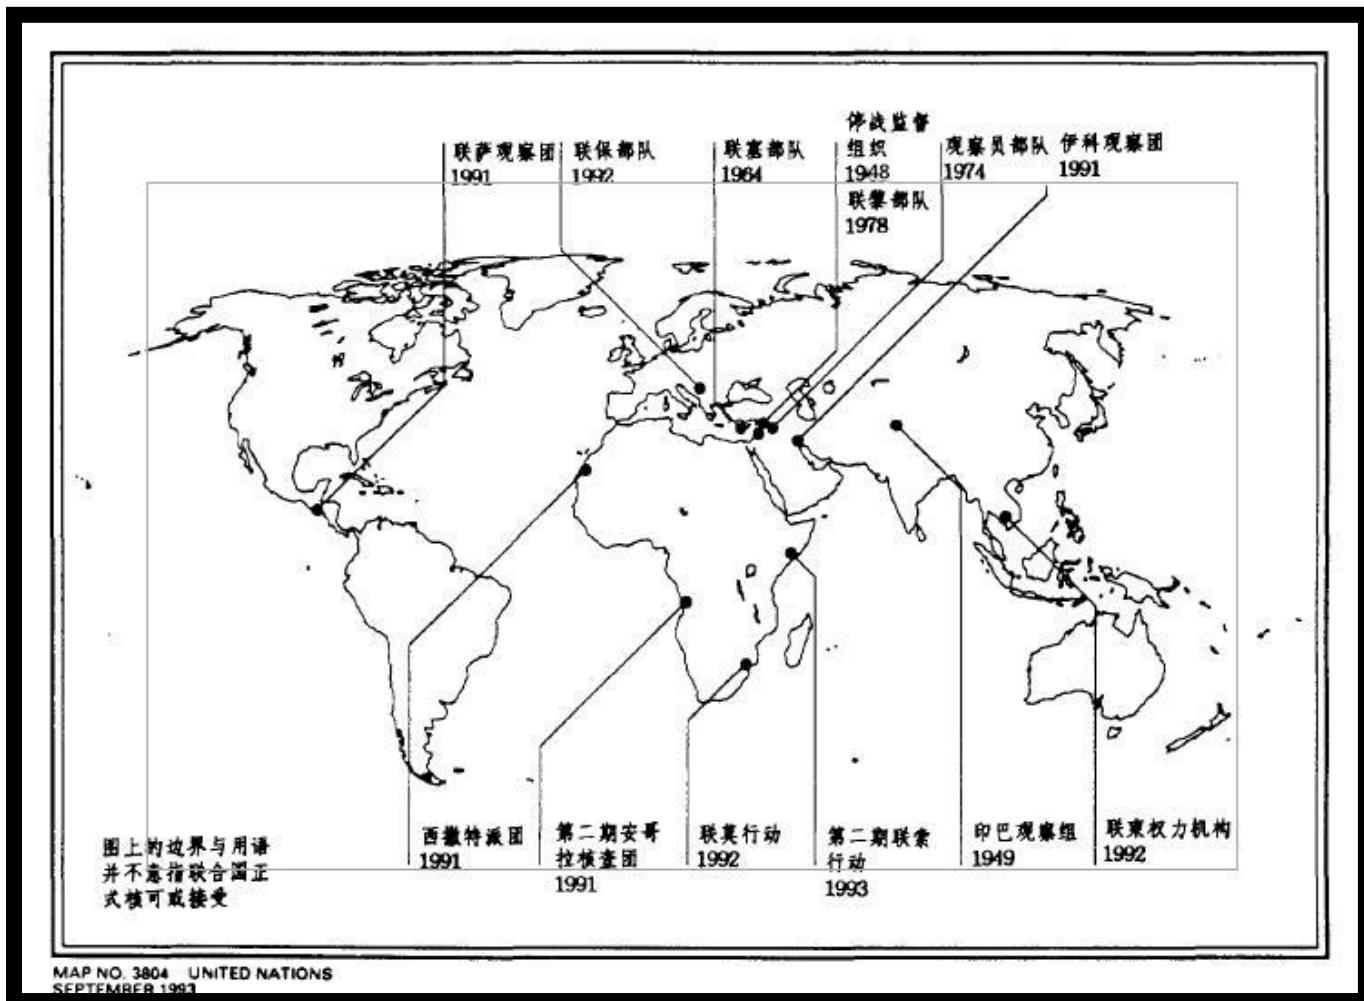 联萨观察团
1991
联保部队
1992
联塞部队
1964
停战监督
组织
1948
联黎部队
1978
观察员部队
1974
伊科观察团
1991
西撒特派团
1991
第二期安哥
拉核查团
1991
联莫行动
1992
第二期联索
行动
1993
印巴观察组
1949
联柬权力机构
1992
图上的边界与用语
并不意指联合国正
式核可或接受
MAP NO. 3804 UNITED NATIONS
SEPTEMBER 1993